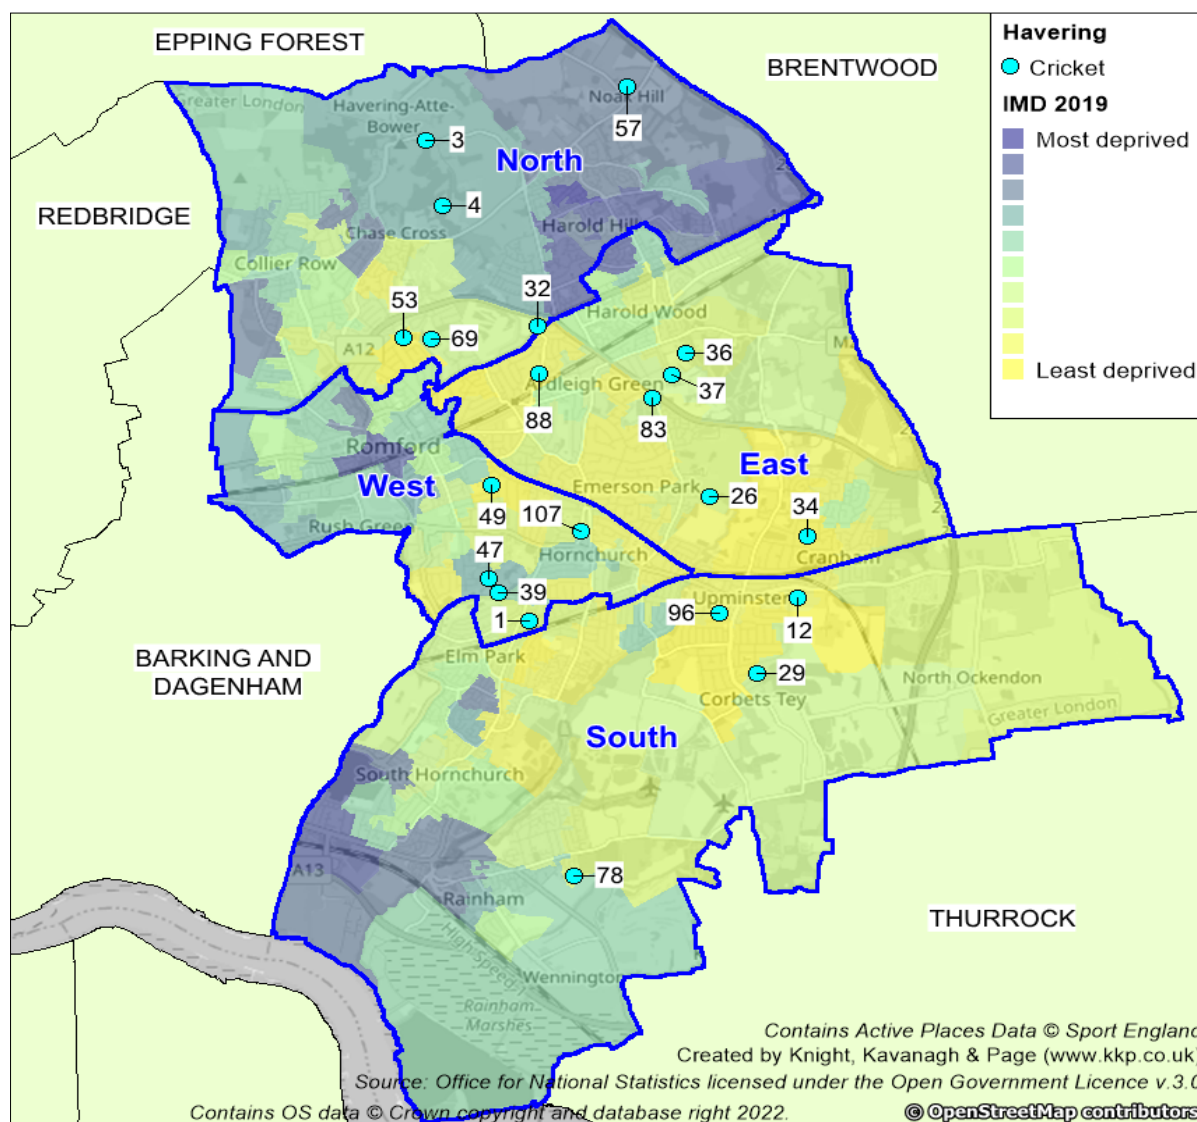 EPPING FOREST
BRENTWOOD
Havering
Cricket
IMD 2019
Most deprived
Least deprived
Greater London
Havering-Atte-
Bower
Noak Hill
57
3
North
4
REDBRIDGE
Harold Hill
Chase Cross
Collier Row
32
53
69
Harold Wood
A12
36
Ardleigh Green
37
88
83
Romford
East
West
Emerson Park
26
49
107
34
Rush Green
Hornchurch
47
Cranham
39
Upminster
96
12
1
Elm Park
BARKING AND
DAGENHAM
29
North Ockendon
Corbets Tey
Greater London
South
South Hornchurch
A13
78
Rainham
THURROCK
High Speed 1
Wennington
Rainham
Marshes
Contains Active Places Data © Sport England
Created by Knight, Kavanagh & Page (www.kkp.co.uk)
Source: Office for National Statistics licensed under the Open Government Licence v.3.0
Contains OS data © Crown copyright and database right 2022.
© OpenStreetMap contributors